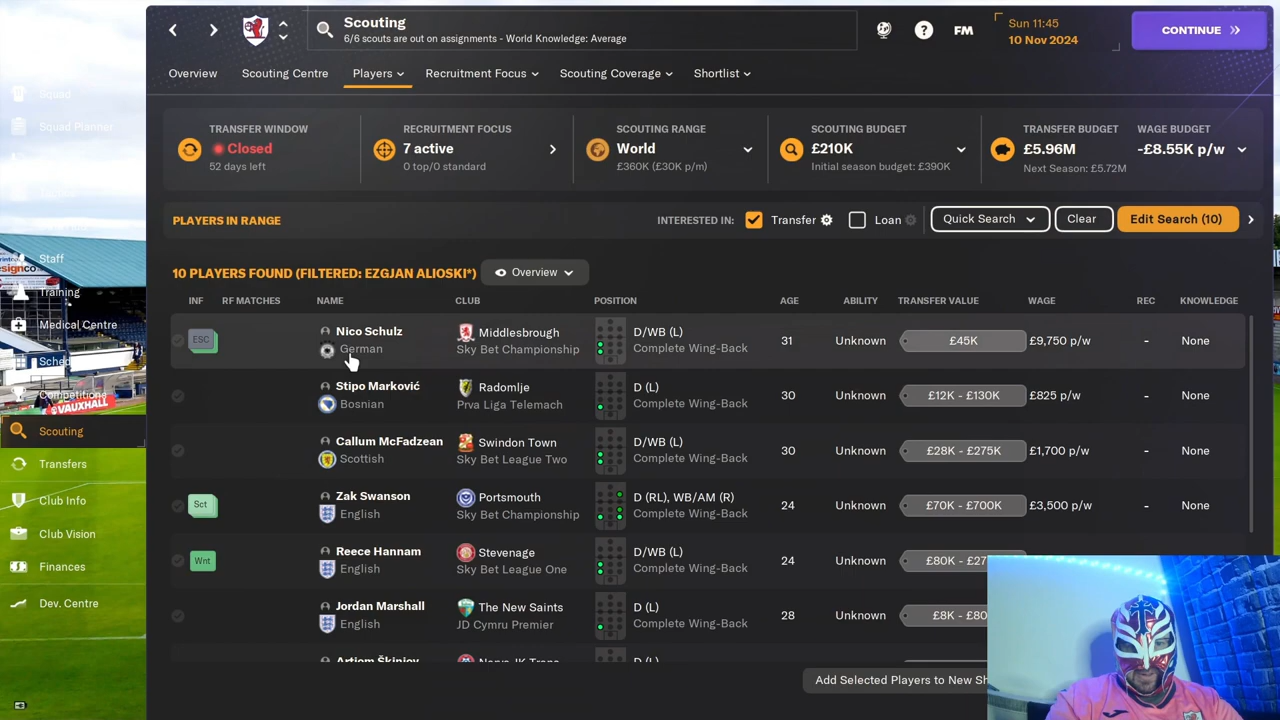 Scouting
6/6 scouts are out on assignments - World Knowledge: Average
FM
Sun 11:45
10 Nov 2024
CONTINUE
Overview
Scouting Centre
Players
Recruitment Focus
Scouting Coverage
Shortlist
Squad
Squad Planner
Staff
Training
Medical Centre
Competitions
Scouting
Transfers
Club Info
Club Vision
Finances
Dev. Centre
VAUXHALL
TRANSFER WINDOW
Closed
52 days left
RECRUITMENT FOCUS
7 active
0 top/0 standard
SCOUTING RANGE
World
£360K (£30K p/m)
SCOUTING BUDGET
£210K
Initial season budget: £390K
TRANSFER BUDGET
£5.96M
Next Season: £5.72M
WAGE BUDGET
-£8.55K p/w
PLAYERS IN RANGE
INTERESTED IN:
Transfer
Loan
Quick Search
Clear
Edit Search (10)
10 PLAYERS FOUND (FILTERED: EZGJAN ALIOSKI*)
Overview
INF RF MATCHES NAME CLUB POSITION AGE ABILITY TRANSFER VALUE WAGE REC KNOWLEDGE
ESC Nico Schulz Middlesbrough D/WB (L) 31 Unknown £45K £9,750 p/w - None
German Sky Bet Championship Complete Wing-Back
Stipo Marković Radomlje D (L) 30 Unknown £12K - £130K £825 p/w - None
Bosnian Prva Liga Telemach Complete Wing-Back
Callum McFadzean Swindon Town D/WB (L) 30 Unknown £28K - £275K £1,700 p/w - None
Scottish Sky Bet League Two Complete Wing-Back
Sct Zak Swanson Portsmouth D (RL), WB/AM (R) 24 Unknown £70K - £700K £3,500 p/w - None
English Sky Bet Championship Complete Wing-Back
Wnt Reece Hannam Stevenage D/WB (L) 24 Unknown £80K
English Sky Bet League One Complete Wing-Back
Jordan Marshall The New Saints D (L) 28 Unknown £8K
English JD Cymru Premier Complete Wing-Back
Add Selected Players to New